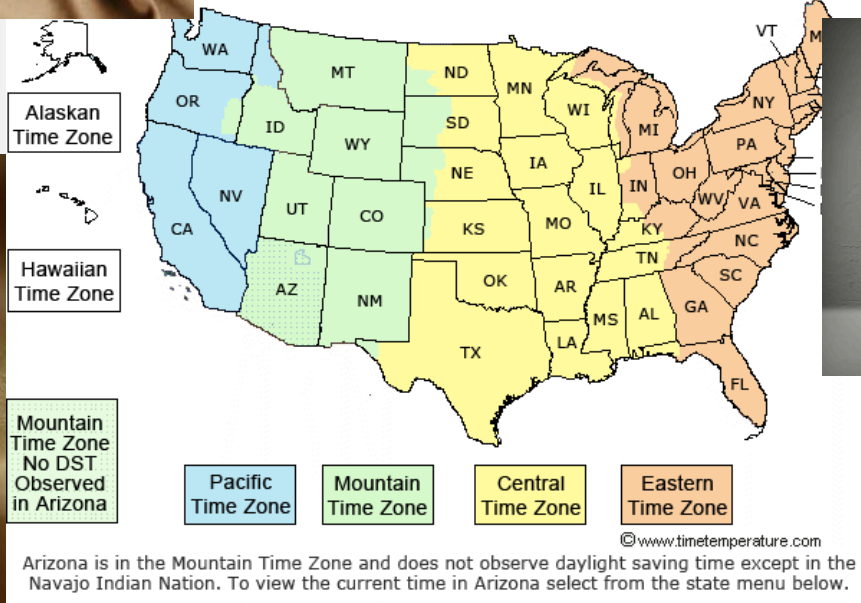 VT
M
WA
MT
ND
MN
OR
ID
WY
SD
WI
MI
NY
Alaskan
Time Zone
NV
UT
CO
NE
IA
IL
IN
OH
PA
CA
KS
MO
KY
WV
VA
Hawaiian
Time Zone
AZ
NM
OK
AR
TN
NC
SC
TX
LA
MS
AL
GA
FL
Mountain
Time Zone
No DST
Observed
in Arizona
Pacific
Time Zone
Mountain
Time Zone
Central
Time Zone
Eastern
Time Zone
©www.timetemperature.com
Arizona is in the Mountain Time Zone and does not observe daylight saving time except in the
Navajo Indian Nation. To view the current time in Arizona select from the state menu below.